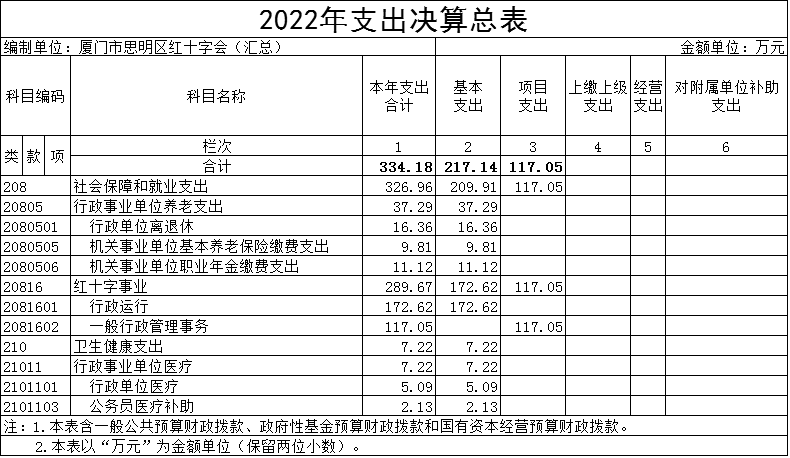 2022年支出决算总表
编制单位：厦门市思明区红十字会（汇总） 金额单位：万元
科目编码 科目名称 本年支出合计 基本支出 项目支出 上缴上级支出 经营支出 对附属单位补助支出
类 款 项 栏次 1 2 3 4 5 6
合计 334.18 217.14 117.05
208 社会保障和就业支出 326.96 209.91 117.05
20805 行政事业单位养老支出 37.29 37.29
2080501 行政单位离退休 16.36 16.36
2080505 机关事业单位基本养老保险缴费支出 9.81 9.81
2080506 机关事业单位职业年金缴费支出 11.12 11.12
20816 红十字事业 289.67 172.62 117.05
2081601 行政运行 172.62 172.62
2081602 一般行政管理事务 117.05 117.05
210 卫生健康支出 7.22 7.22
21011 行政事业单位医疗 7.22 7.22
2101101 行政单位医疗 5.09 5.09
2101103 公务员医疗补助 2.13 2.13
注：1.本表含一般公共预算财政拨款、政府性基金预算财政拨款和国有资本经营预算财政拨款。
2.本表以“万元”为金额单位（保留两位小数）。